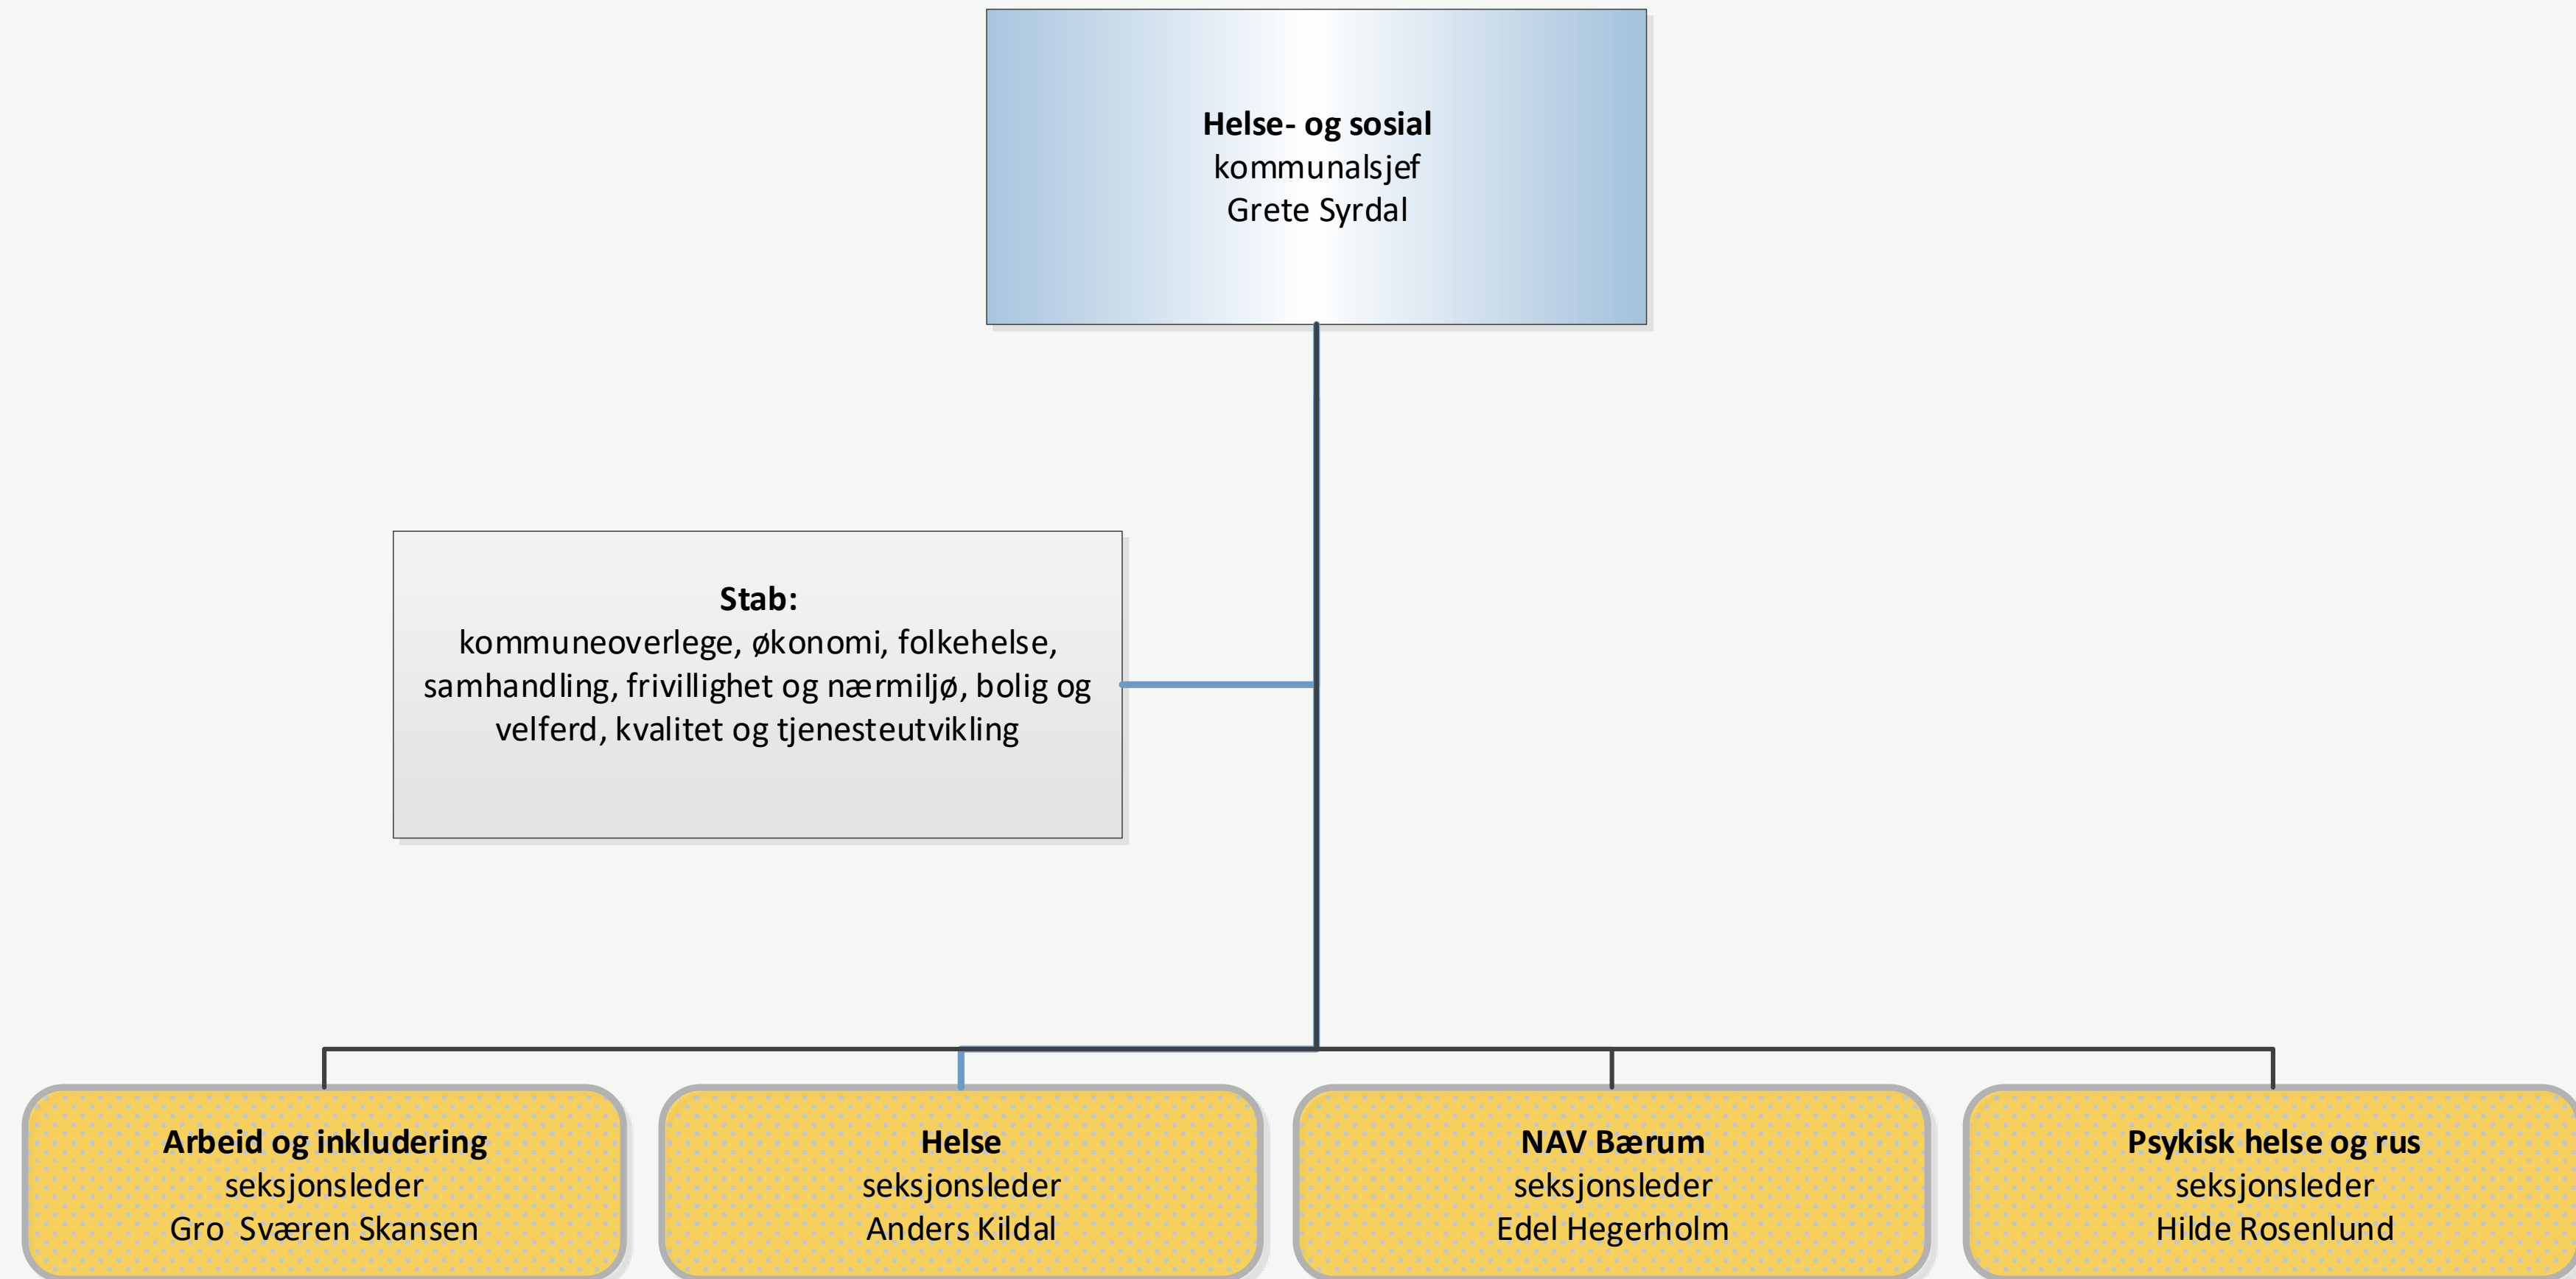 Helse- og sosial
kommunalsjef
Grete Syrdal
Stab:
kommuneoverlege, økonomi, folkehelse,
samhandling, frivillighet og nærmiljø, bolig og
velferd, kvalitet og tjenesteutvikling
Arbeid og inkludering
seksjonsleder
Gro  Sværen Skansen
Helse
seksjonsleder
Anders Kildal
NAV Bærum
seksjonsleder
Edel Hegerholm
Psykisk helse og rus
seksjonsleder
Hilde Rosenlund